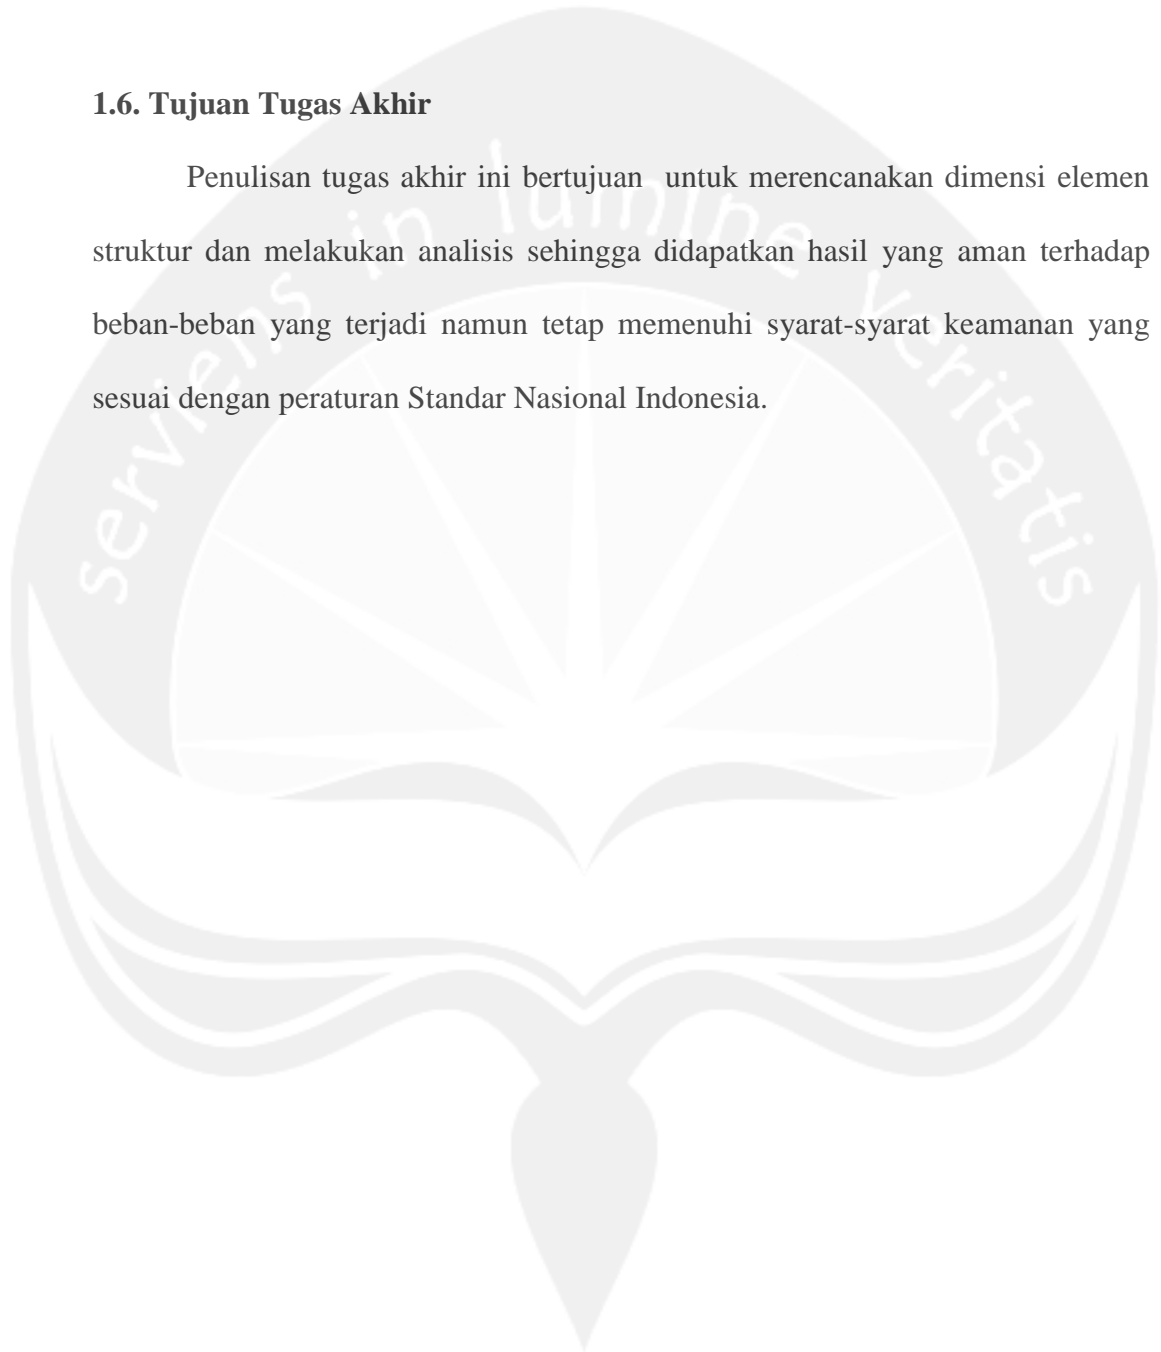 1.6. Tujuan Tugas Akhir
Penulisan tugas akhir ini bertujuan  untuk merencanakan dimensi elemen
struktur dan melakukan analisis sehingga didapatkan hasil yang aman terhadap
beban-beban yang terjadi namun tetap memenuhi syarat-syarat keamanan yang
sesuai dengan peraturan Standar Nasional Indonesia.
serviens in lumine veritatis